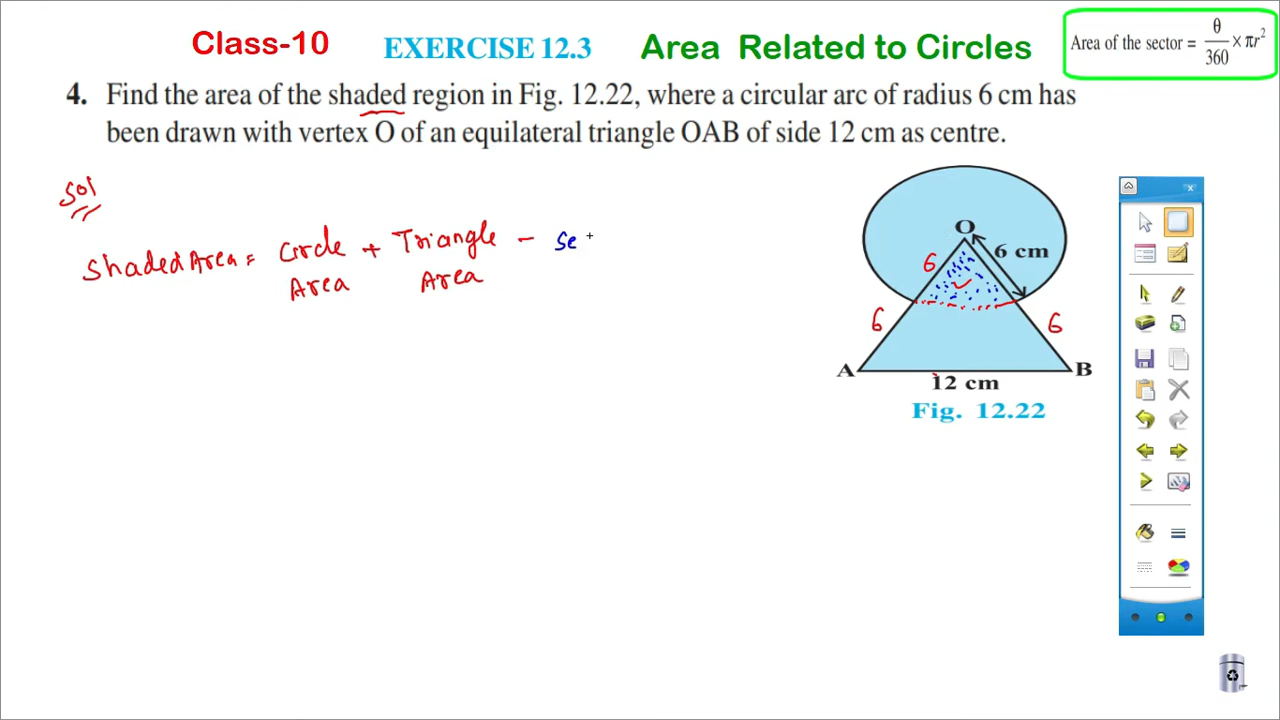 Class-10 EXERCISE 12.3 Area Related to Circles
Area of the sector = θ/360 × πr²
4. Find the area of the shaded region in Fig. 12.22, where a circular arc of radius 6 cm has
been drawn with vertex O of an equilateral triangle OAB of side 12 cm as centre.
Sol
Shaded Area = Circle + Triangle - se
Area Area
O
6 6 cm
6 6
A B
12 cm
Fig. 12.22